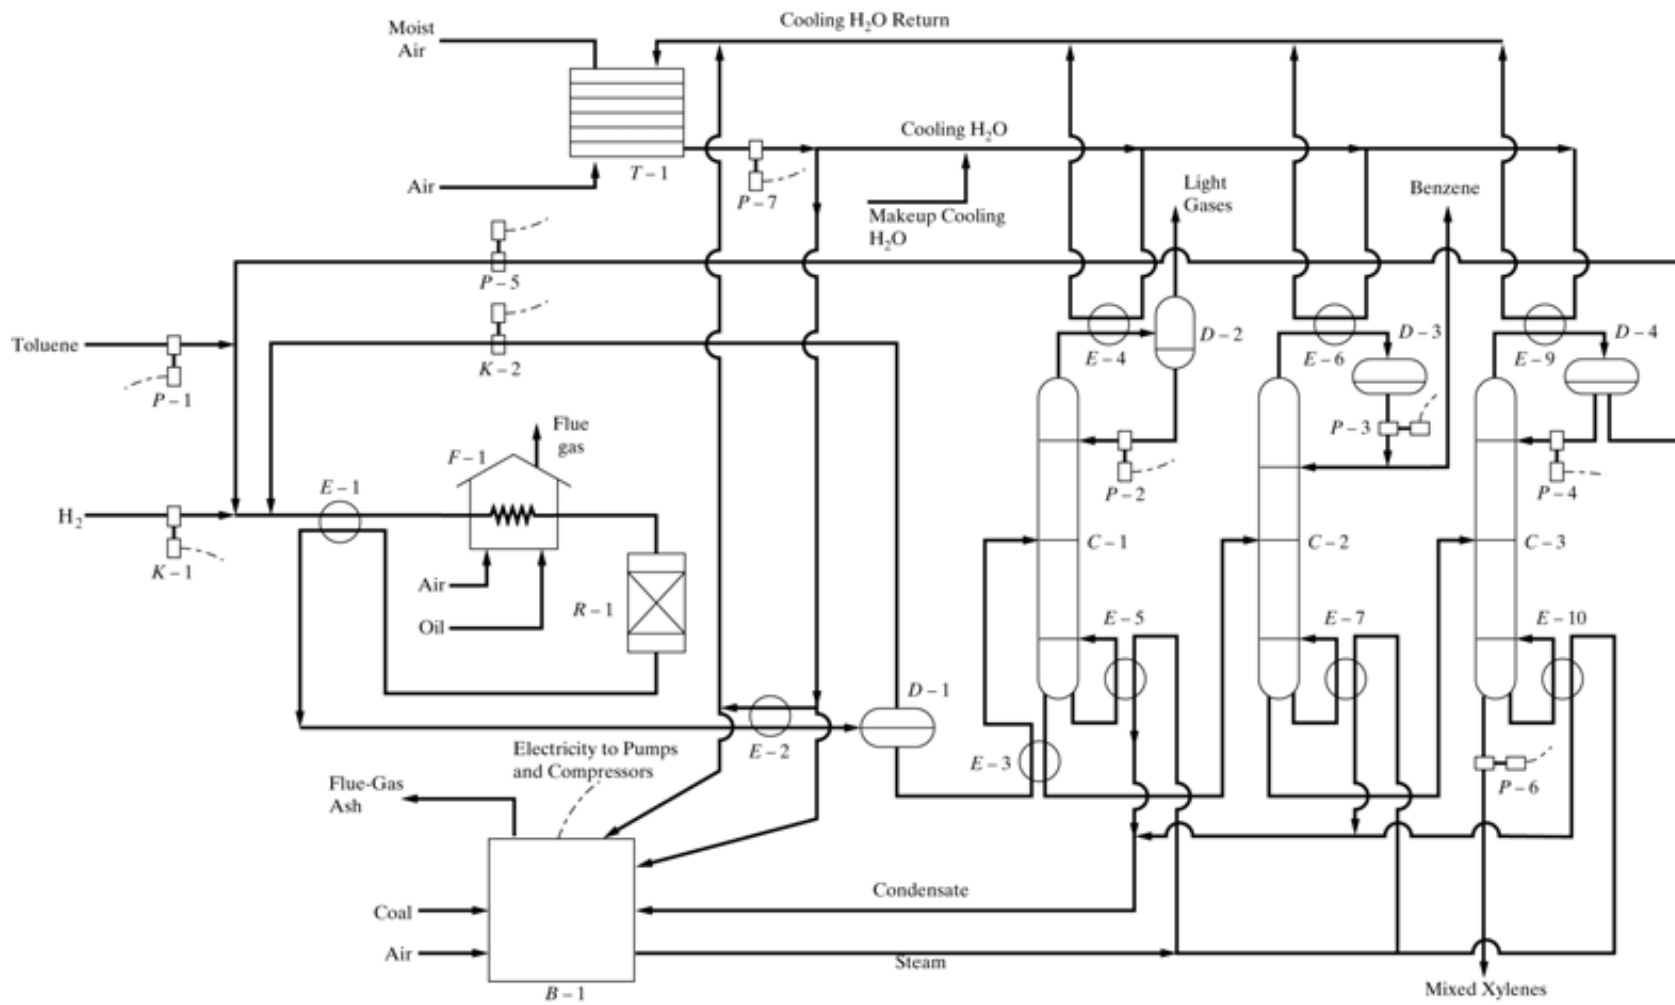 Cooling H₂O Return
Moist
Air
Cooling H₂O
T – 1
Air
P – 7
Light
Gases
Benzene
Makeup Cooling
H₂O
P – 5
Toluene
K – 2
P – 1
E – 4
D – 2
E – 6
D – 3
E – 9
D – 4
Flue
gas
F – 1
P – 3
E – 1
P – 2
P – 4
H₂
K – 1
C – 1
C – 2
C – 3
Air
R – 1
Oil
E – 5
E – 7
E – 10
D – 1
Electricity to Pumps
and Compressors
E – 2
E – 3
Flue-Gas
Ash
P – 6
Condensate
Coal
Air
Steam
B – 1
Mixed Xylenes